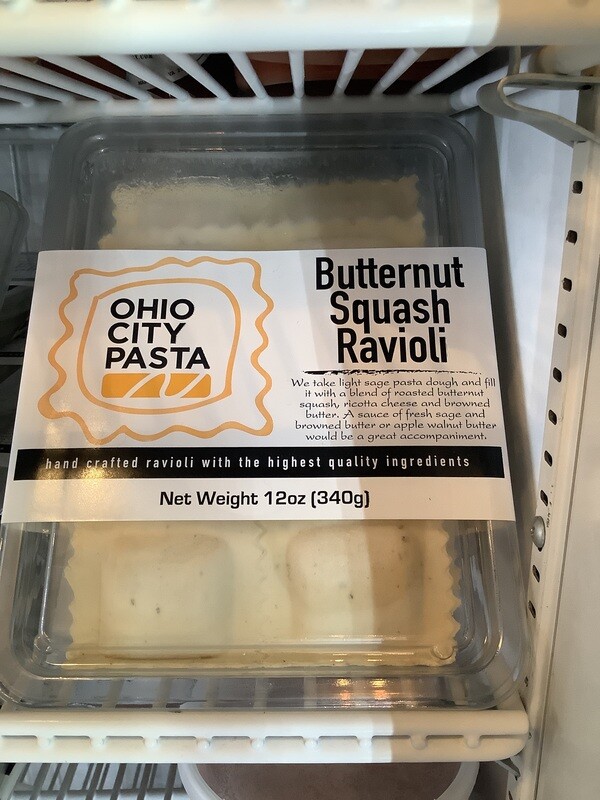 OHIO
CITY
PASTA
Butternut
Squash
Ravioli
We take light sage pasta dough and fill
it with a blend of roasted butternut
squash, ricotta cheese and browned
butter. A sauce of fresh sage and
browned butter or apple walnut butter
would be a great accompaniment.
hand crafted ravioli with the highest quality ingredients
Net Weight 12oz (340g)